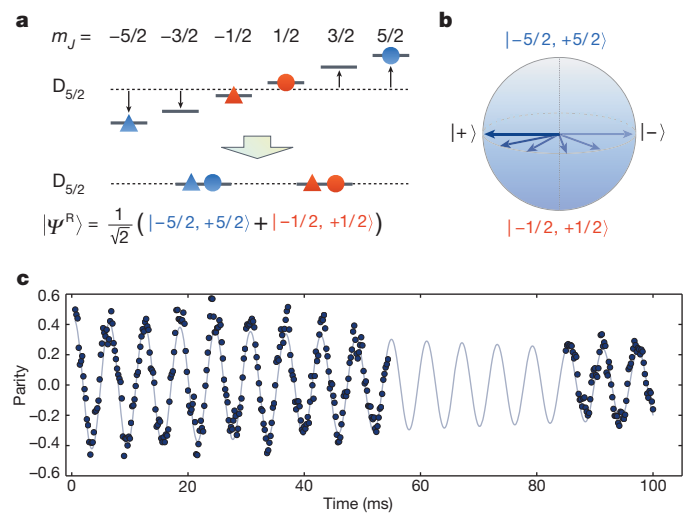 a
m_J = −5/2 −3/2 −1/2 1/2 3/2 5/2
D_5/2
D_5/2
|Ψ^R⟩ = 1/√2 (|−5/2, +5/2⟩ + |−1/2, +1/2⟩)
b
|−5/2, +5/2⟩
|+⟩ |−⟩
|−1/2, +1/2⟩
c
0.6
0.4
0.2
0.0
−0.2
−0.4
−0.6
Parity
0 20 40 60 80 100
Time (ms)